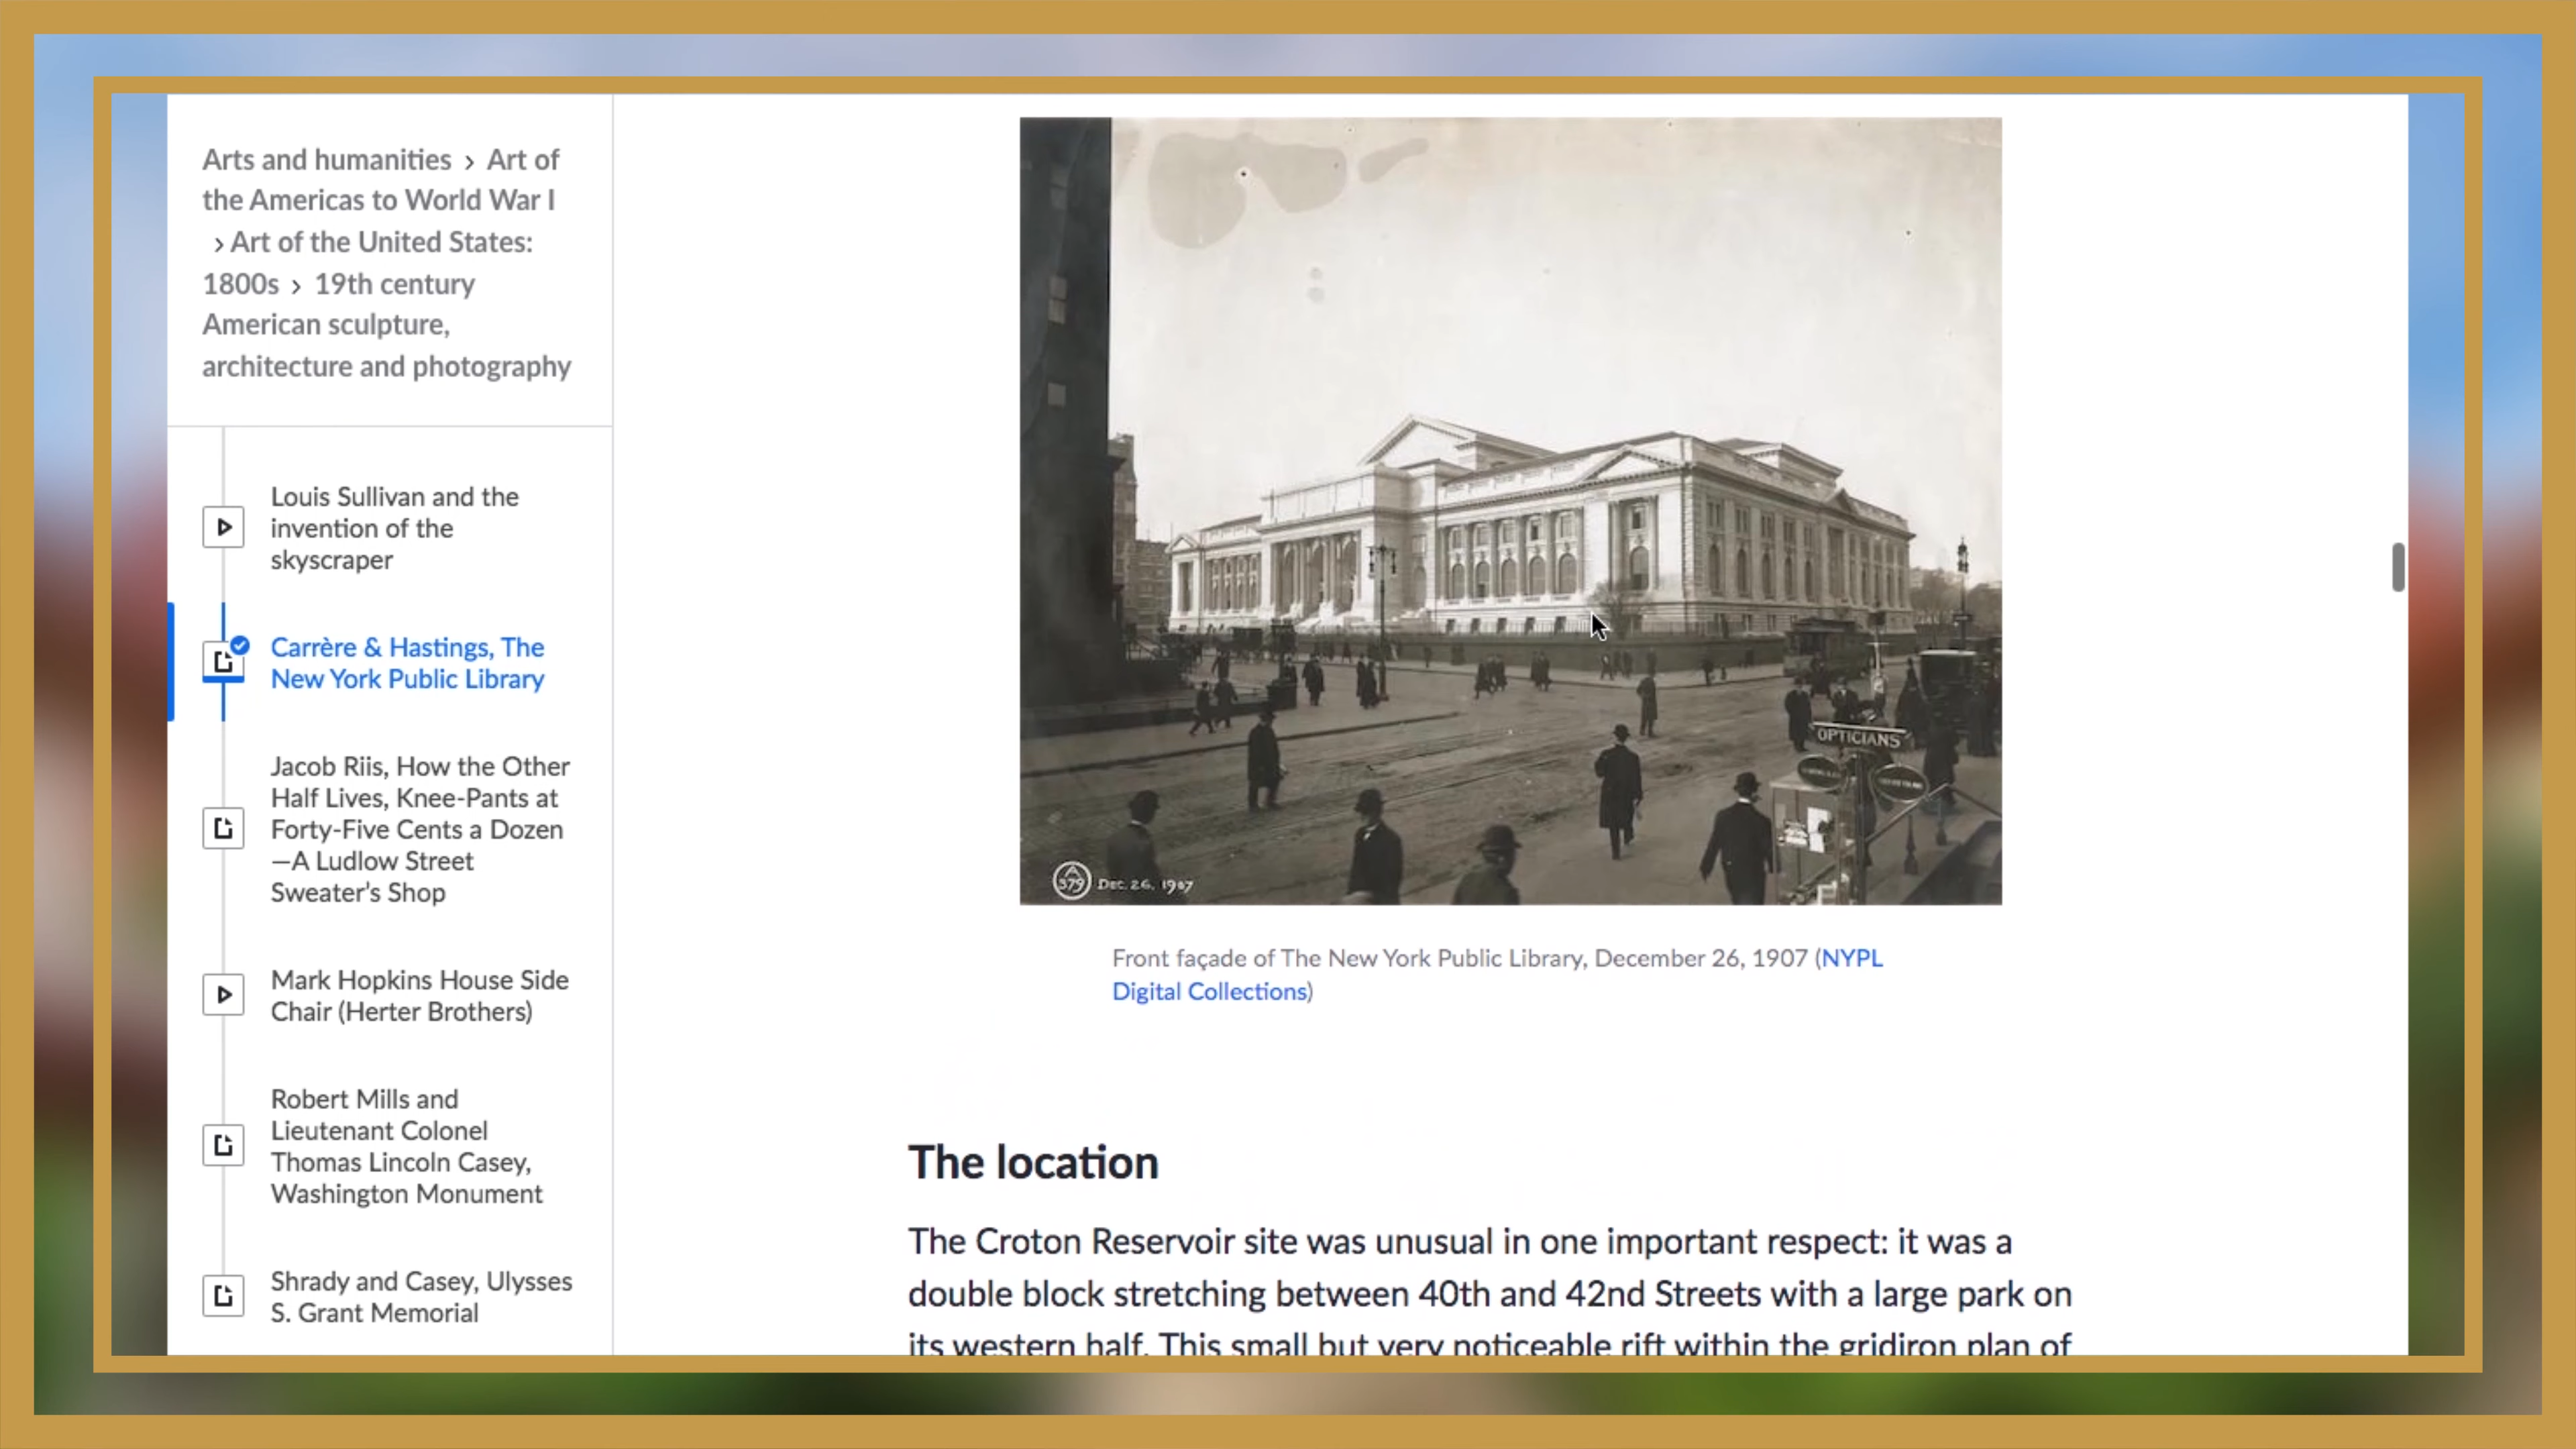 Arts and humanities › Art of
the Americas to World War I
› Art of the United States:
1800s › 19th century
American sculpture,
architecture and photography
Louis Sullivan and the
invention of the
skyscraper
Carrère & Hastings, The
New York Public Library
Jacob Riis, How the Other
Half Lives, Knee-Pants at
Forty-Five Cents a Dozen
—A Ludlow Street
Sweater's Shop
Mark Hopkins House Side
Chair (Herter Brothers)
Robert Mills and
Lieutenant Colonel
Thomas Lincoln Casey,
Washington Monument
Shrady and Casey, Ulysses
S. Grant Memorial
OPTICIANS
A
379 Dec. 26. 1907
Front façade of The New York Public Library, December 26, 1907 (NYPL
Digital Collections)
The location
The Croton Reservoir site was unusual in one important respect: it was a
double block stretching between 40th and 42nd Streets with a large park on
its western half. This small but very noticeable rift within the gridiron plan of